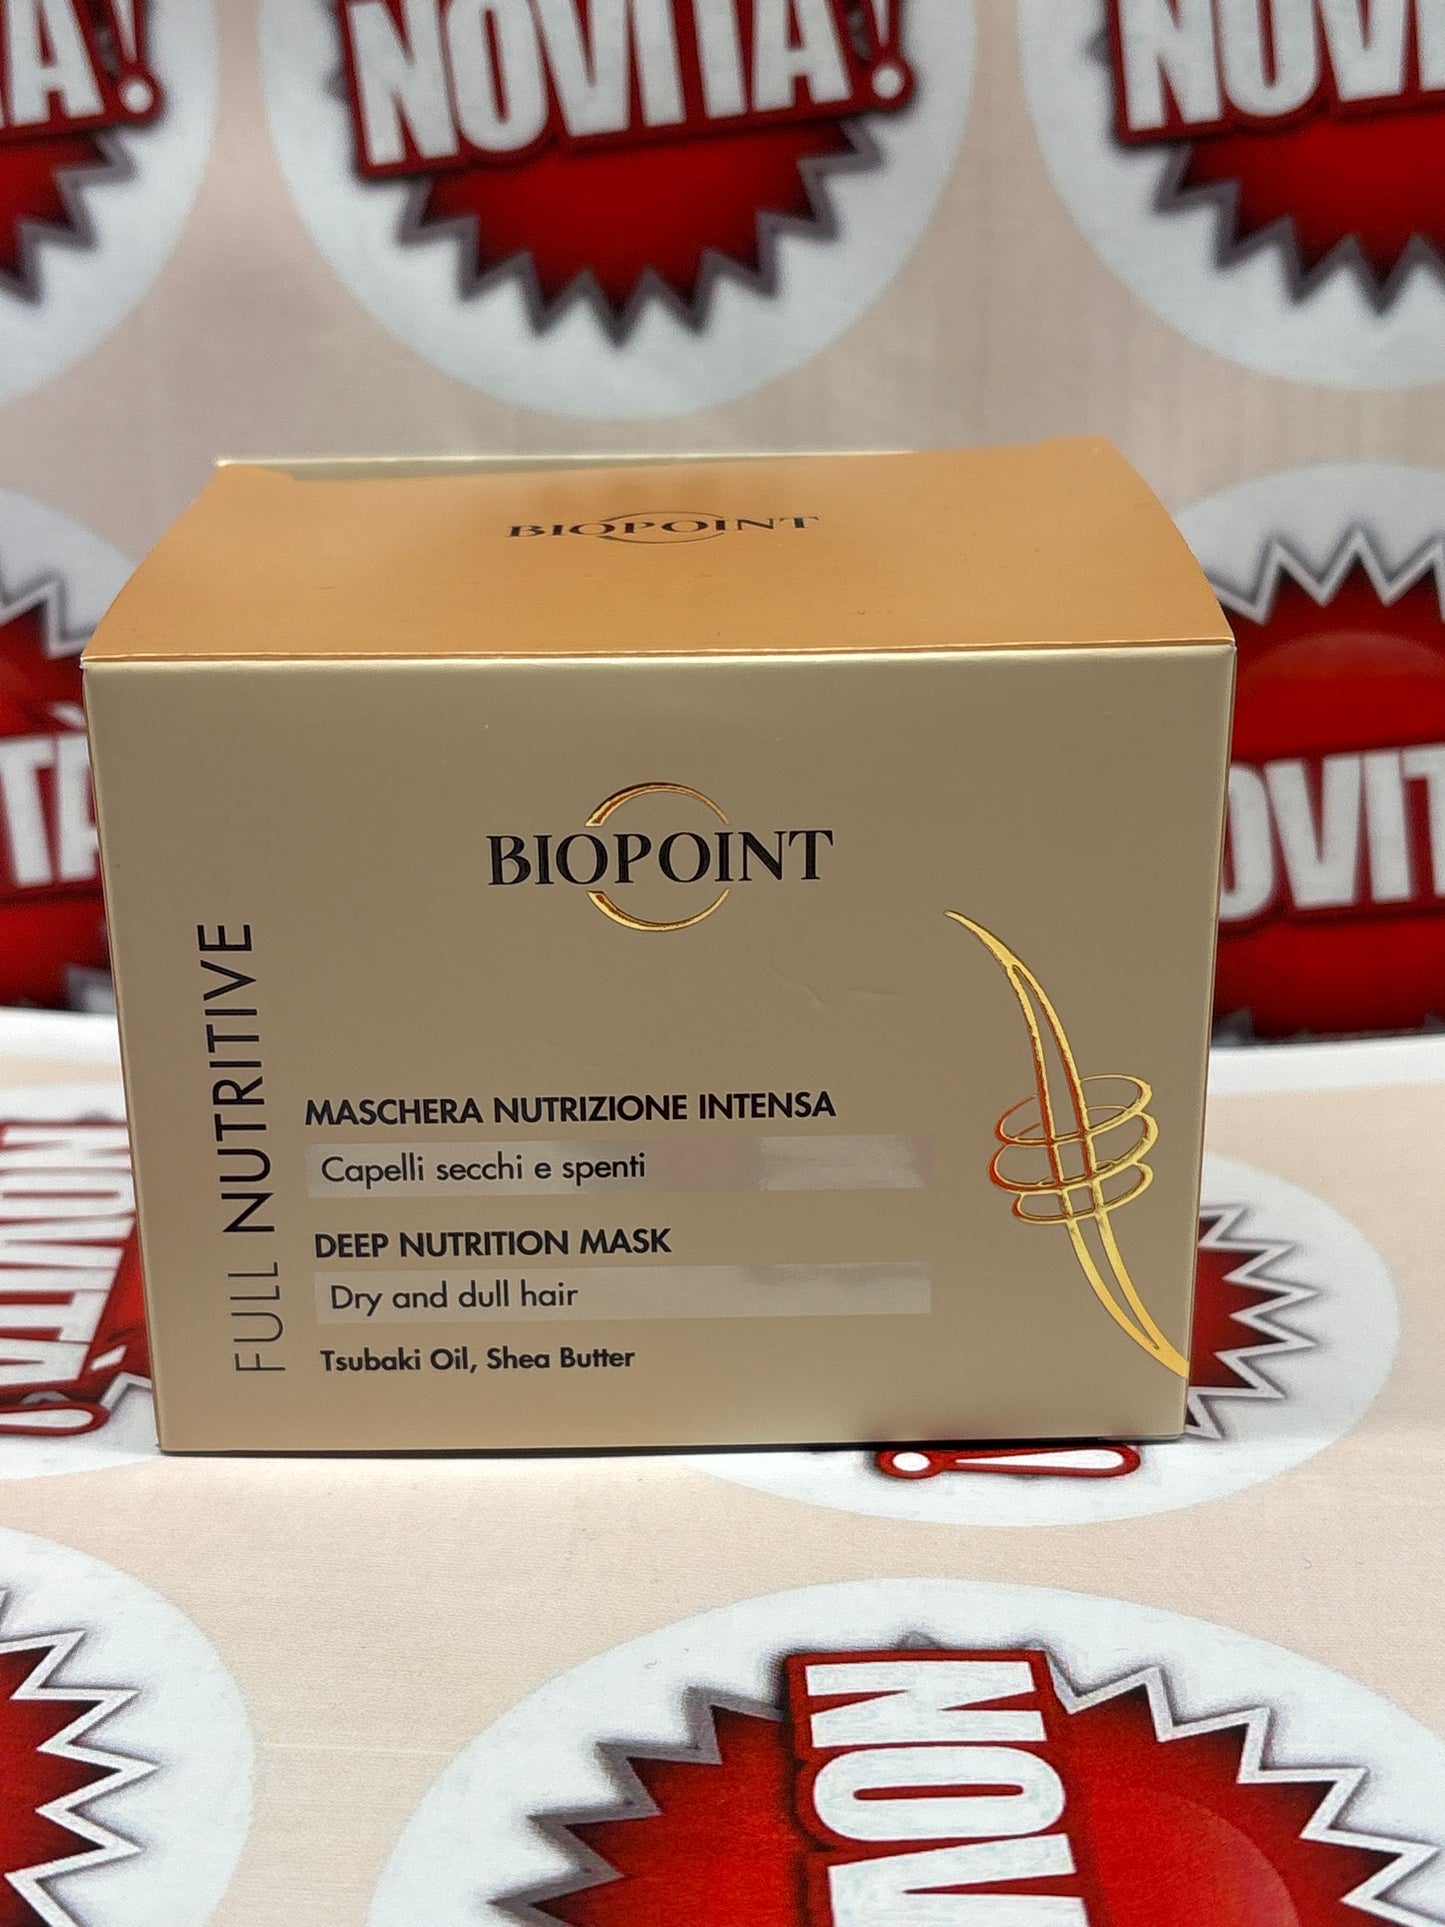 NOVITÀ!
NOVITÀ!
BIOPOINT
BIOPOINT
FULL NUTRITIVE
MASCHERA NUTRIZIONE INTENSA
Capelli secchi e spenti
DEEP NUTRITION MASK
Dry and dull hair
Tsubaki Oil, Shea Butter
NOVITÀ!